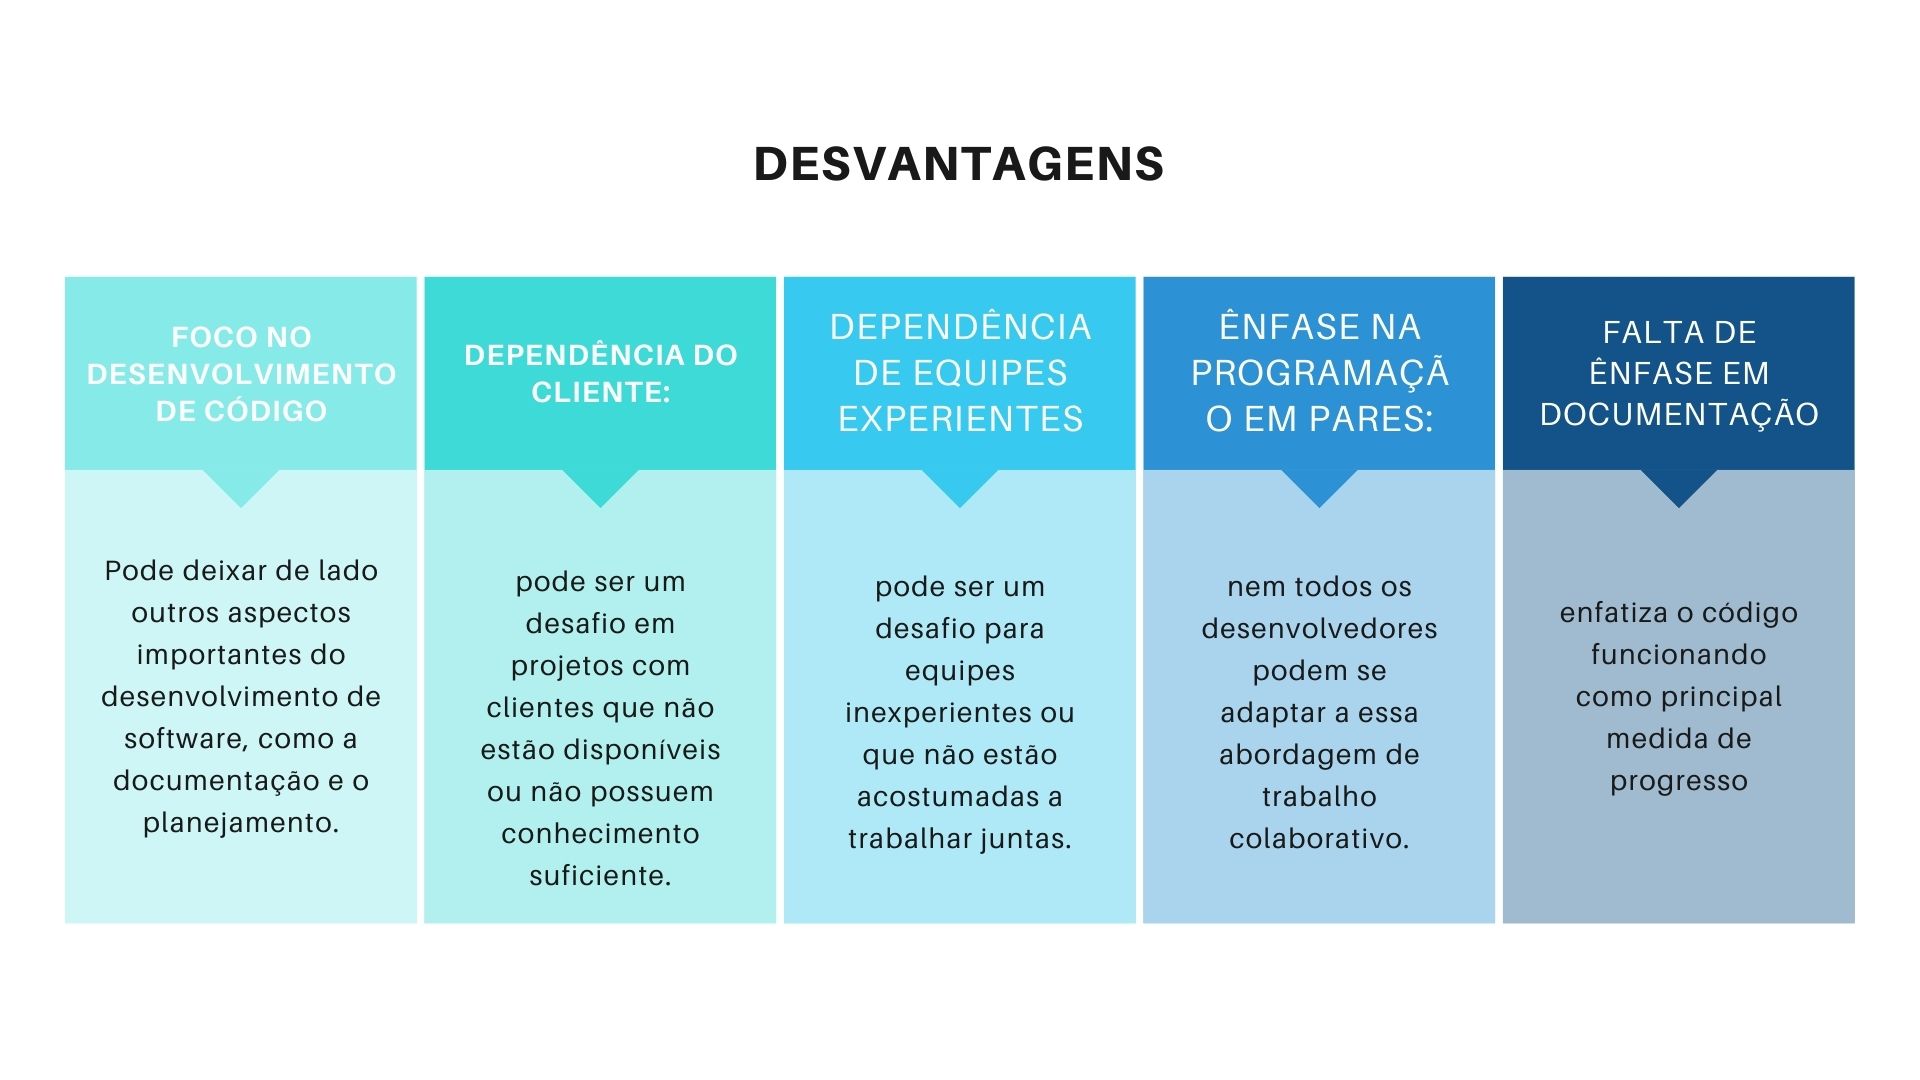 DESVANTAGENS
FOCO NO
DESENVOLVIMENTO
DE CÓDIGO
Pode deixar de lado
outros aspectos
importantes do
desenvolvimento de
software, como a
documentação e o
planejamento.
DEPENDÊNCIA DO
CLIENTE:
pode ser um
desafio em
projetos com
clientes que não
estão disponíveis
ou não possuem
conhecimento
suficiente.
DEPENDÊNCIA
DE EQUIPES
EXPERIENTES
pode ser um
desafio para
equipes
inexperientes ou
que não estão
acostumadas a
trabalhar juntas.
ÊNFASE NA
PROGRAMAÇÃ
O EM PARES:
nem todos os
desenvolvedores
podem se
adaptar a essa
abordagem de
trabalho
colaborativo.
FALTA DE
ÊNFASE EM
DOCUMENTAÇÃO
enfatiza o código
funcionando
como principal
medida de
progresso